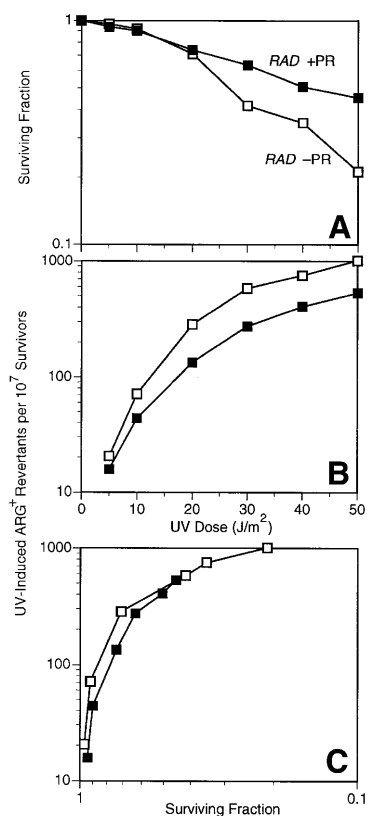 1
Surviving Fraction
RAD +PR
RAD −PR
A
0.1
UV-Induced ARG+ Revertants per 10^7 Survivors
1000
100
B
10
0 10 20 30 40 50
UV Dose (J/m²)
1000
100
C
10
1 0.1
Surviving Fraction